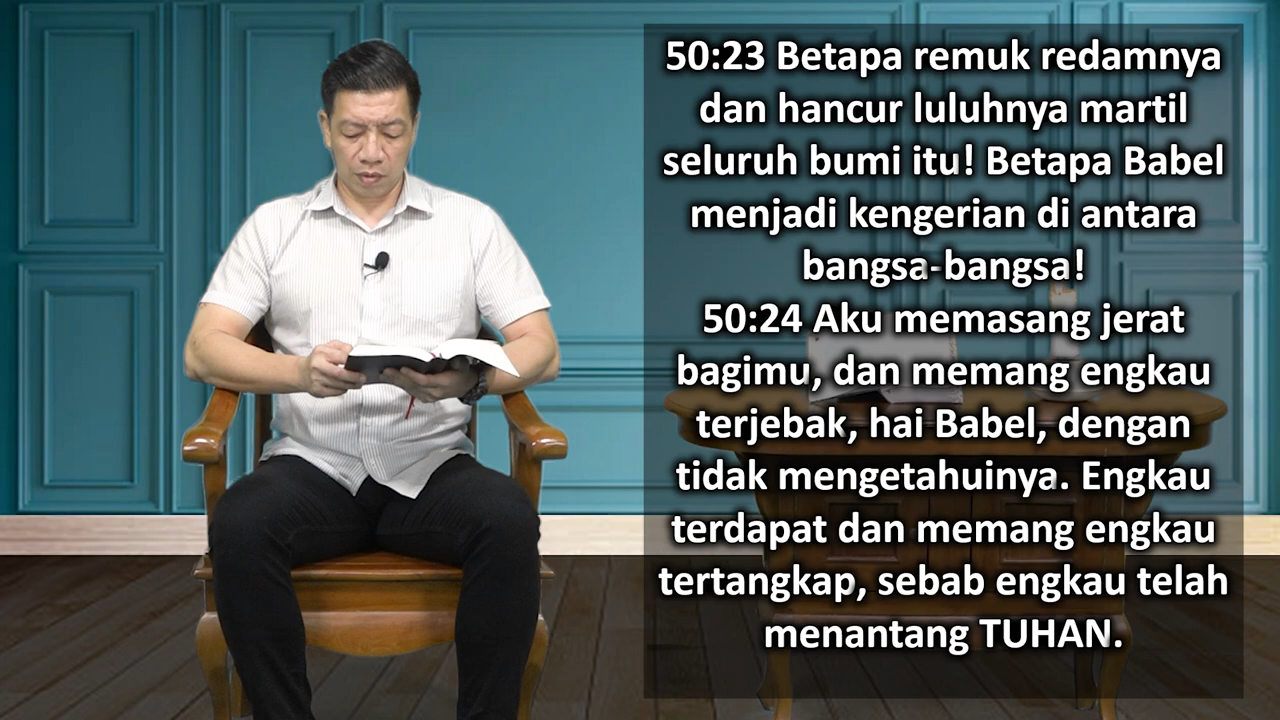 50:23 Betapa remuk redamnya
dan hancur luluhnya martil
seluruh bumi itu! Betapa Babel
menjadi kengerian di antara
bangsa-bangsa!
50:24 Aku memasang jerat
bagimu, dan memang engkau
terjebak, hai Babel, dengan
tidak mengetahuinya. Engkau
terdapat dan memang engkau
tertangkap, sebab engkau telah
menantang TUHAN.